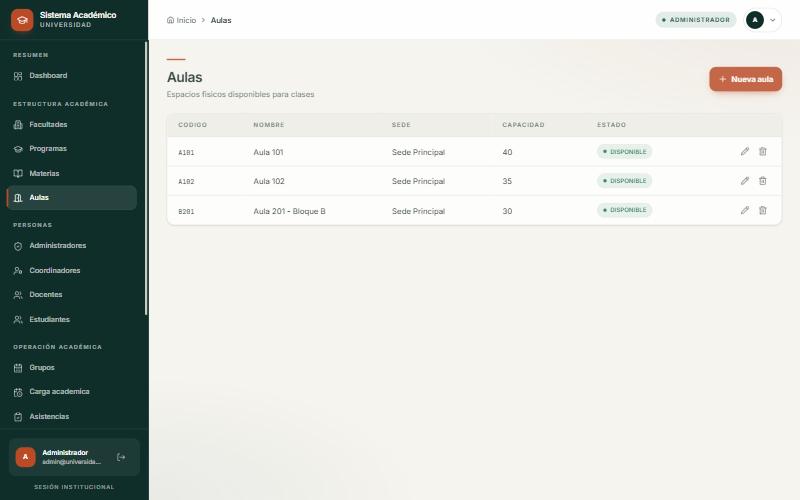 Sistema Académico
UNIVERSIDAD
RESUMEN
Dashboard
ESTRUCTURA ACADÉMICA
Facultades
Programas
Materias
Aulas
PERSONAS
Administradores
Coordinadores
Docentes
Estudiantes
OPERACIÓN ACADÉMICA
Grupos
Carga academica
Asistencias
A
Administrador
admin@universida...
SESIÓN INSTITUCIONAL
Inicio > Aulas
ADMINISTRADOR
A
Aulas
Espacios fisicos disponibles para clases
+ Nueva aula
CODIGO NOMBRE SEDE CAPACIDAD ESTADO
A101 Aula 101 Sede Principal 40 DISPONIBLE
A102 Aula 102 Sede Principal 35 DISPONIBLE
B201 Aula 201 - Bloque B Sede Principal 30 DISPONIBLE